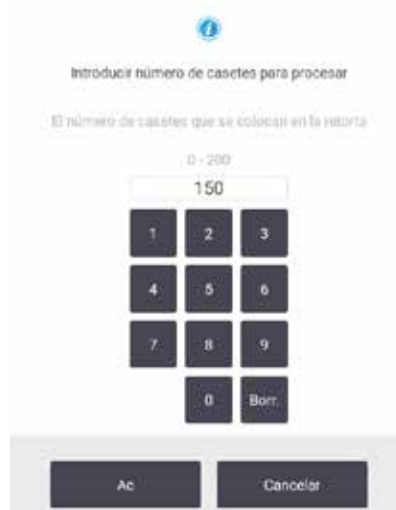 Introducir número de casetes para procesar
El número de casetes que se colocan en la retorta
0 - 200
150
1 2 3
4 5 6
7 8 9
0 Borr.
Ac Cancelar